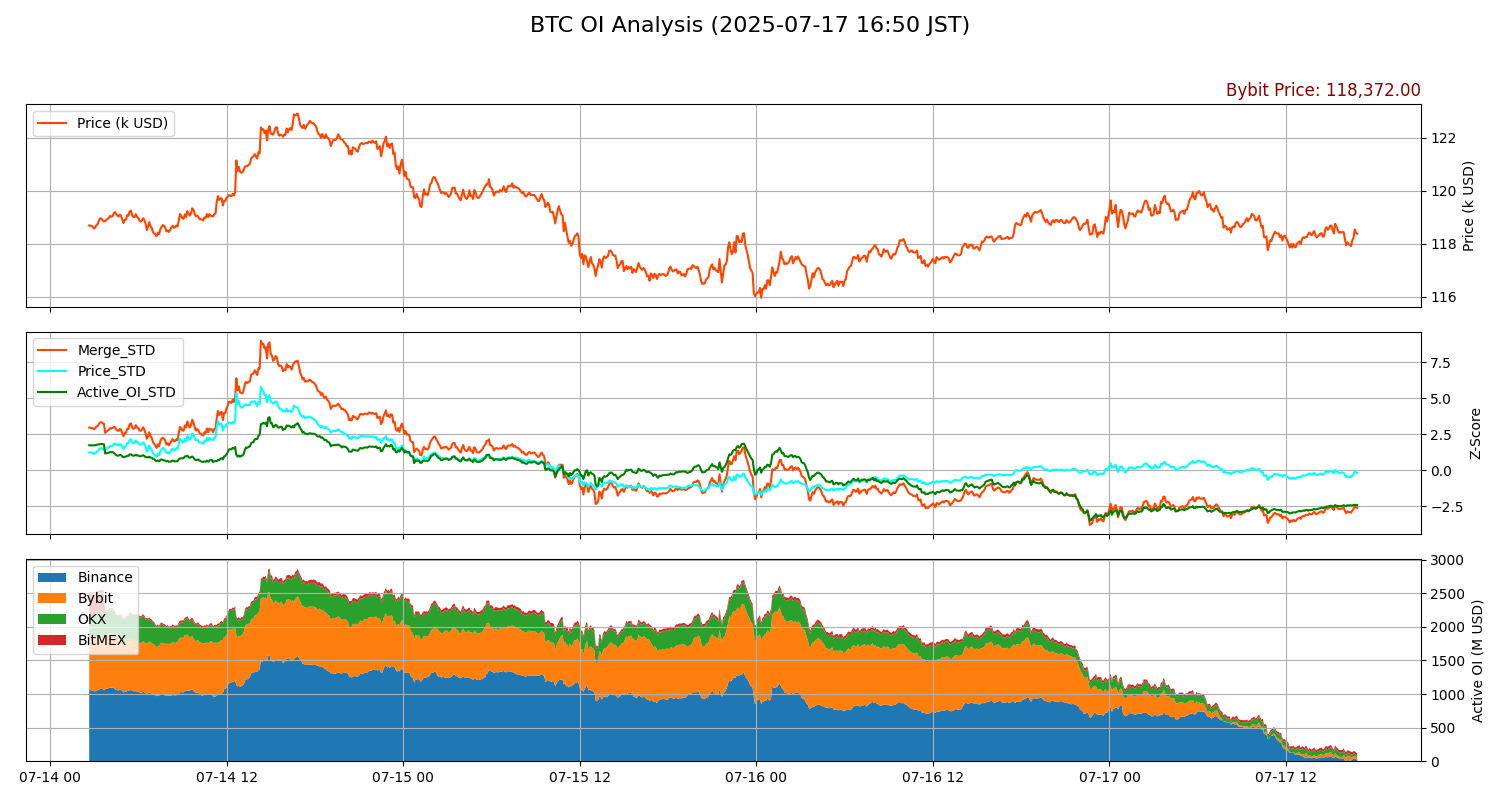 BTC OI Analysis (2025-07-17 16:50 JST)
Bybit Price: 118,372.00
Price (k USD)
122
120
118
116
Price (k USD)
Merge_STD
Price_STD
Active_OI_STD
7.5
5.0
2.5
0.0
−2.5
Z-Score
Binance
Bybit
OKX
BitMEX
3000
2500
2000
1500
1000
500
0
Active OI (M USD)
07-14 00
07-14 12
07-15 00
07-15 12
07-16 00
07-16 12
07-17 00
07-17 12